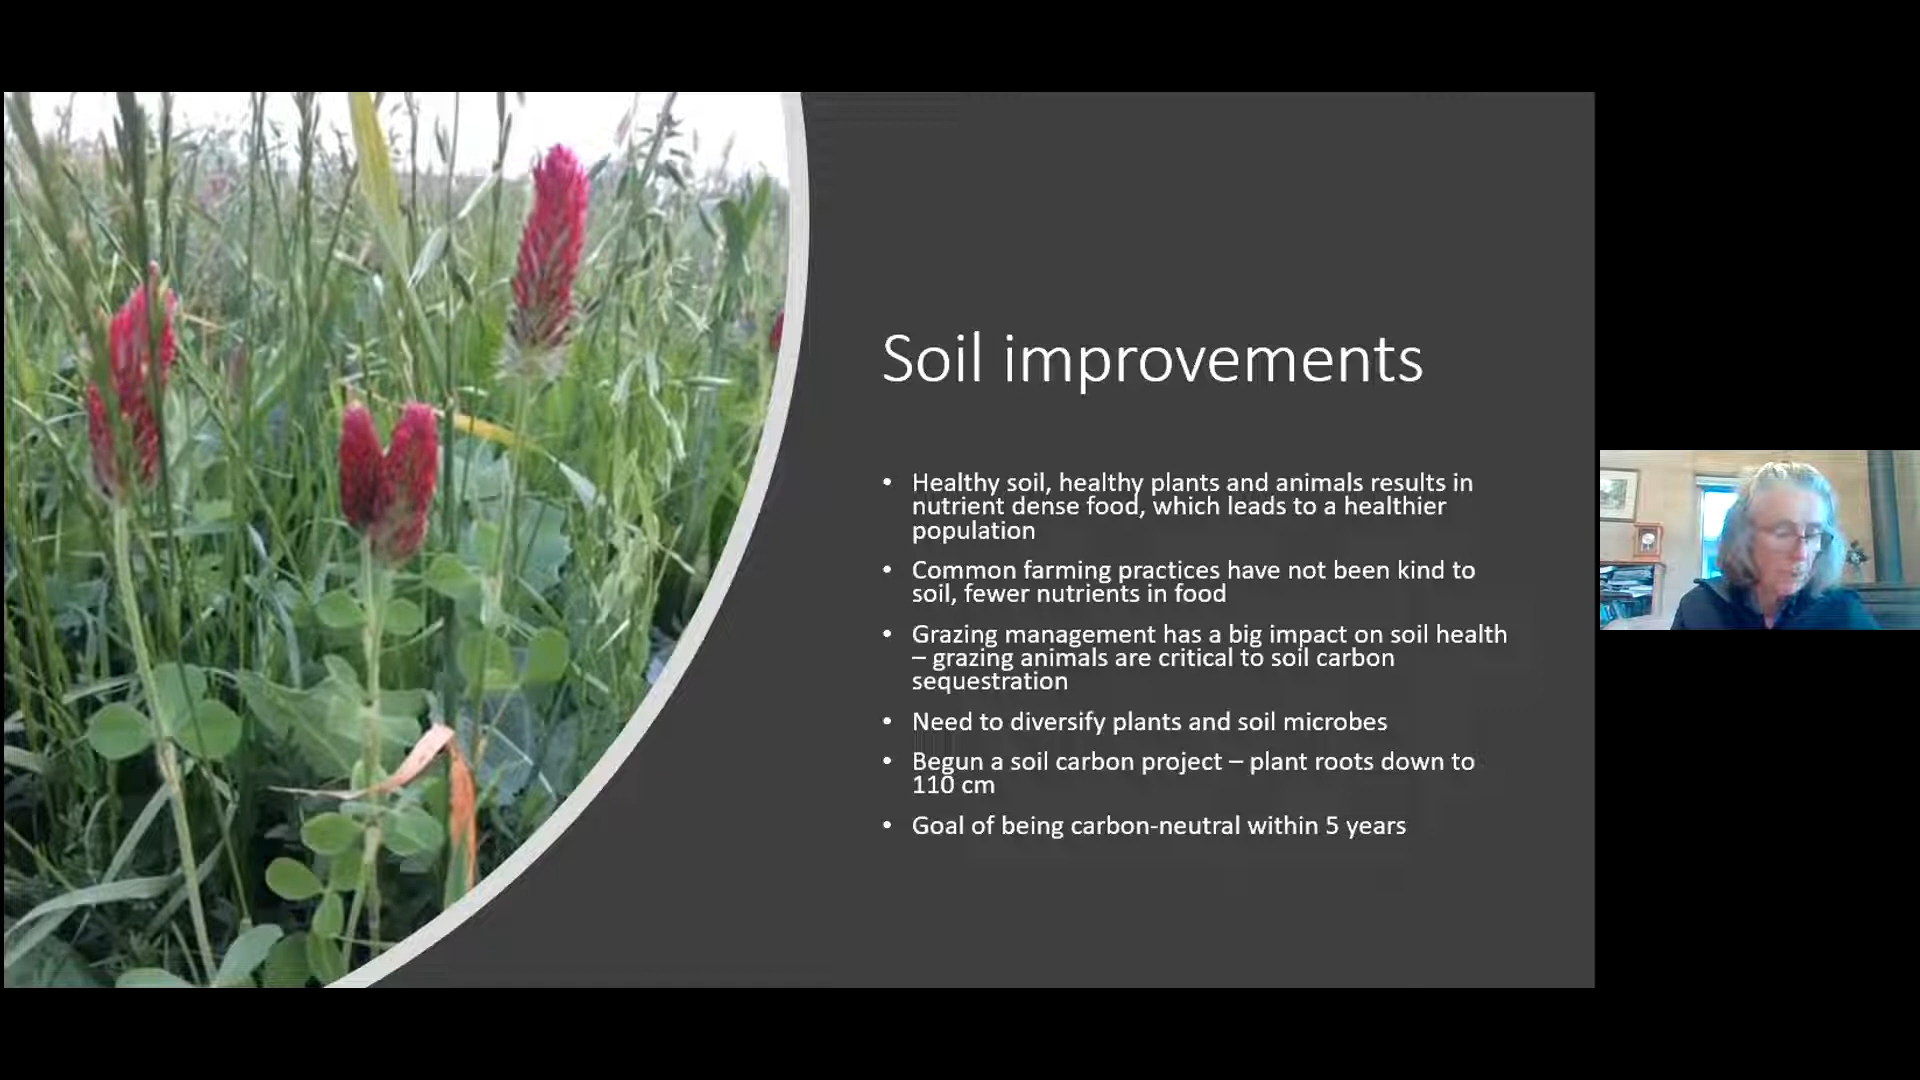 Soil improvements
• Healthy soil, healthy plants and animals results in
nutrient dense food, which leads to a healthier
population
• Common farming practices have not been kind to
soil, fewer nutrients in food
• Grazing management has a big impact on soil health
– grazing animals are critical to soil carbon
sequestration
• Need to diversify plants and soil microbes
• Begun a soil carbon project – plant roots down to
110 cm
• Goal of being carbon-neutral within 5 years